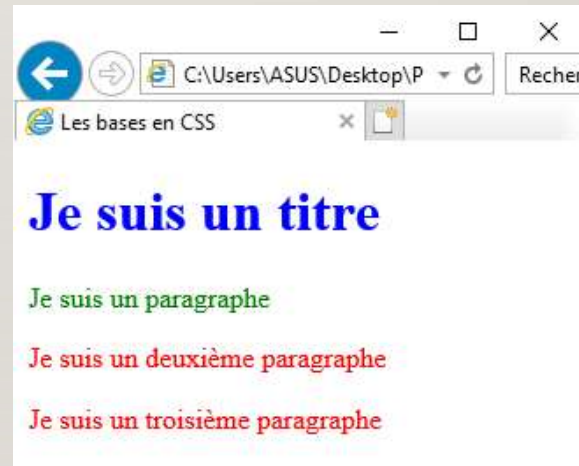 C:\Users\ASUS\Desktop\P
Recher
Les bases en CSS
Je suis un titre
Je suis un paragraphe
Je suis un deuxième paragraphe
Je suis un troisième paragraphe